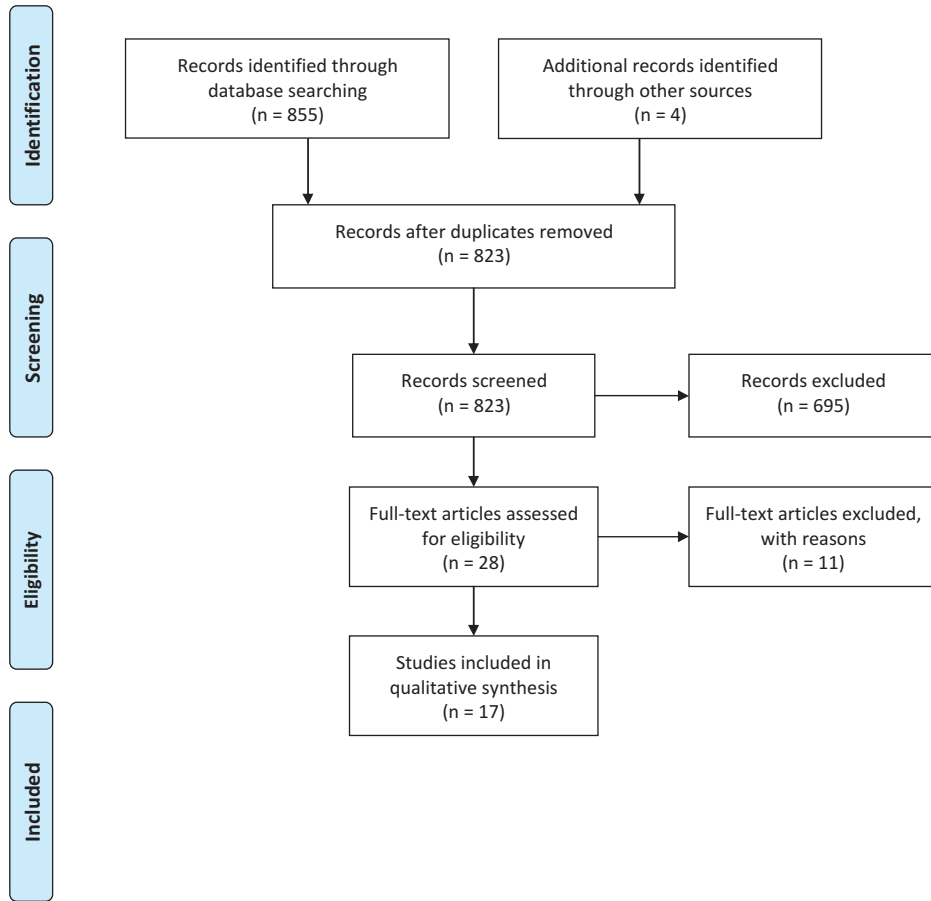 Identification
Records identified through
database searching
(n = 855)
Additional records identified
through other sources
(n = 4)
Records after duplicates removed
(n = 823)
Screening
Records screened
(n = 823)
Records excluded
(n = 695)
Eligibility
Full-text articles assessed
for eligibility
(n = 28)
Full-text articles excluded,
with reasons
(n = 11)
Studies included in
qualitative synthesis
(n = 17)
Included